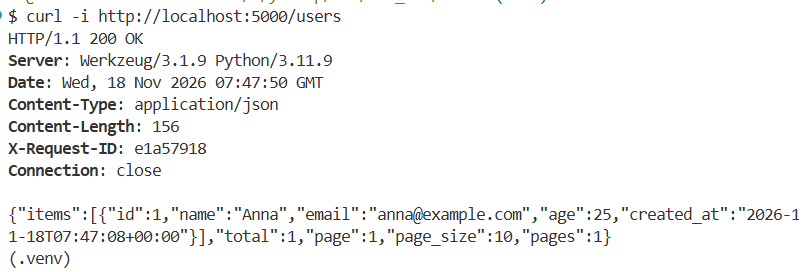 $ curl -i http://localhost:5000/users
HTTP/1.1 200 OK
Server: Werkzeug/3.1.9 Python/3.11.9
Date: Wed, 18 Nov 2026 07:47:50 GMT
Content-Type: application/json
Content-Length: 156
X-Request-ID: e1a57918
Connection: close

{"items":[{"id":1,"name":"Anna","email":"anna@example.com","age":25,"created_at":"2026-1
1-18T07:47:08+00:00"}],"total":1,"page":1,"page_size":10,"pages":1}
(.venv)